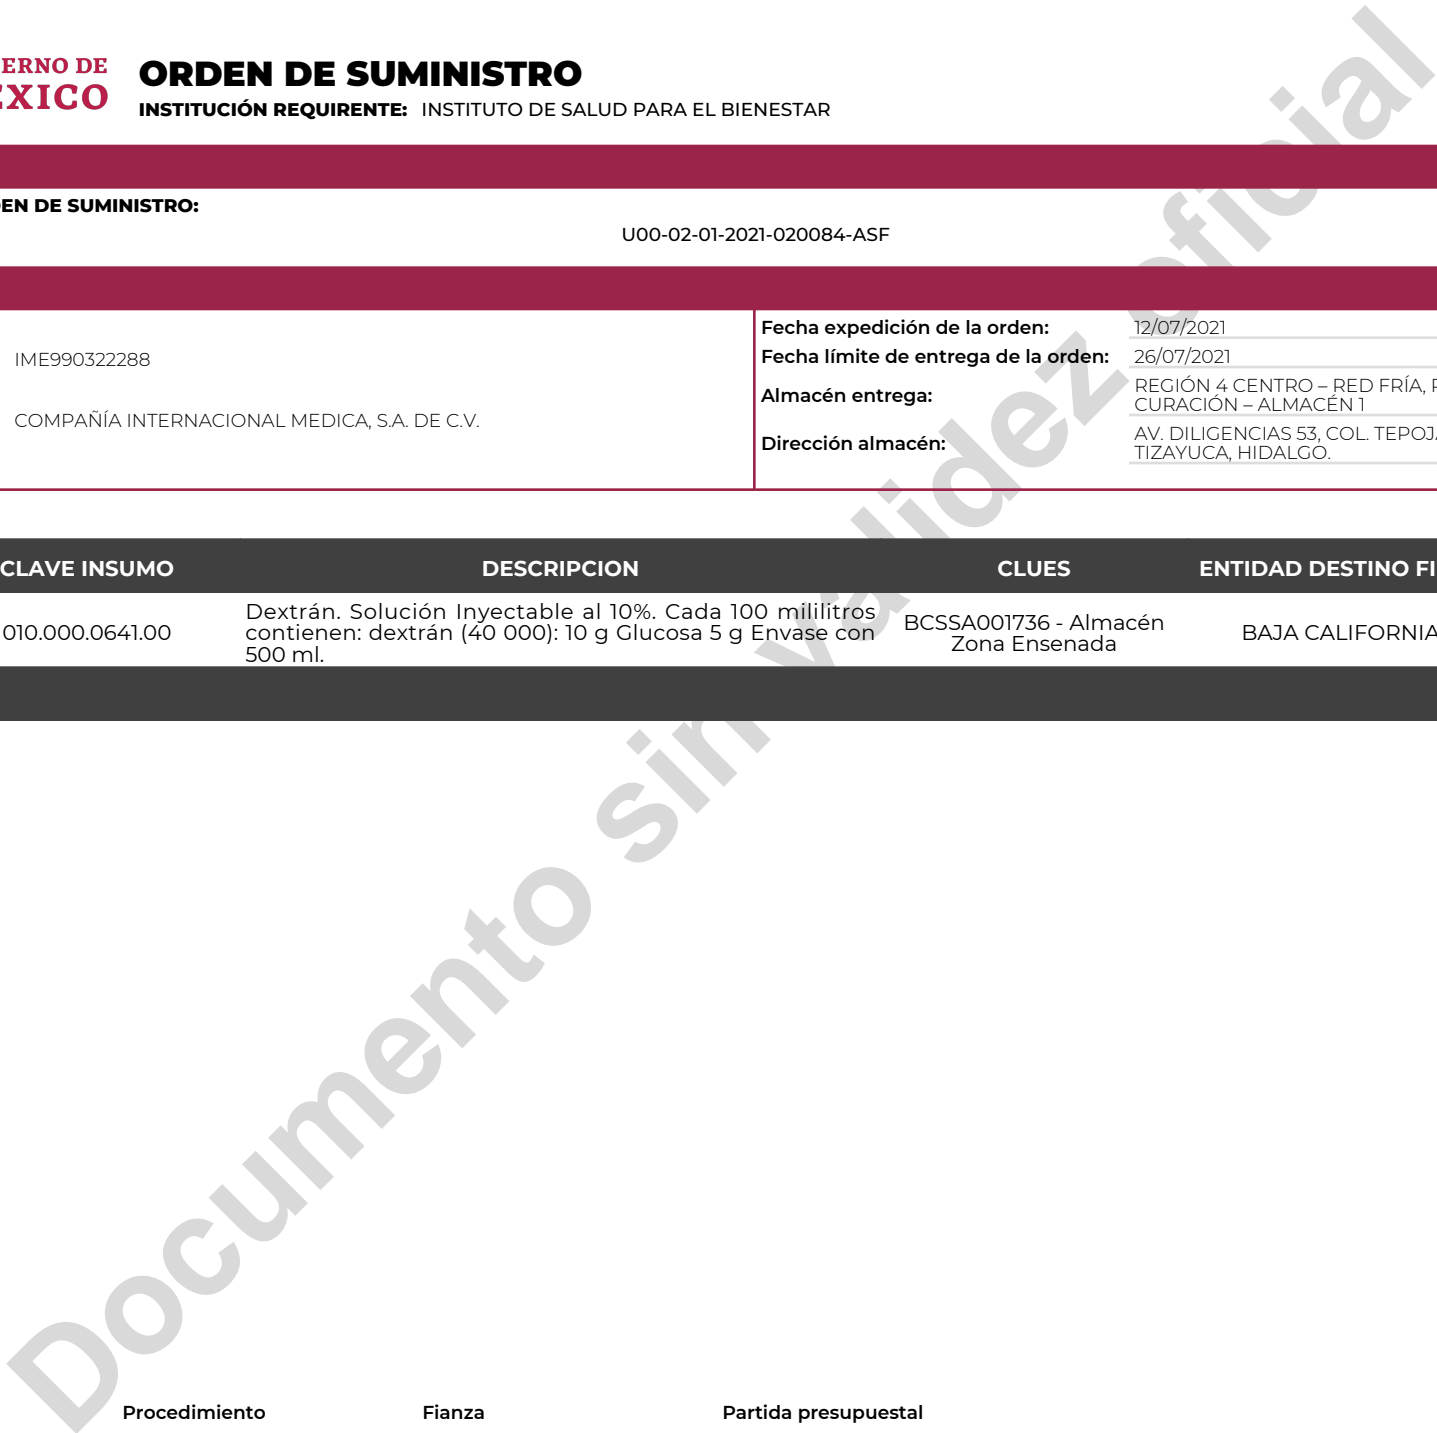 ERNO DE
ÉXICO
ORDEN DE SUMINISTRO
INSTITUCIÓN REQUIRENTE: INSTITUTO DE SALUD PARA EL BIENESTAR
EN DE SUMINISTRO:
U00-02-01-2021-020084-ASF
IME990322288
COMPAÑÍA INTERNACIONAL MEDICA, S.A. DE C.V.
Fecha expedición de la orden: 12/07/2021
Fecha límite de entrega de la orden: 26/07/2021
Almacén entrega: REGIÓN 4 CENTRO – RED FRÍA,
CURACIÓN – ALMACÉN 1
Dirección almacén: AV. DILIGENCIAS 53, COL. TEPOJA
TIZAYUCA, HIDALGO.
CLAVE INSUMO DESCRIPCION CLUES ENTIDAD DESTINO FI
010.000.0641.00
Dextrán. Solución Inyectable al 10%. Cada 100 mililitros
contienen: dextrán (40 000): 10 g Glucosa 5 g Envase con
500 ml.
BCSSA001736 - Almacén
Zona Ensenada
BAJA CALIFORNIA
Documento sin validez oficial
Procedimiento Fianza Partida presupuestal